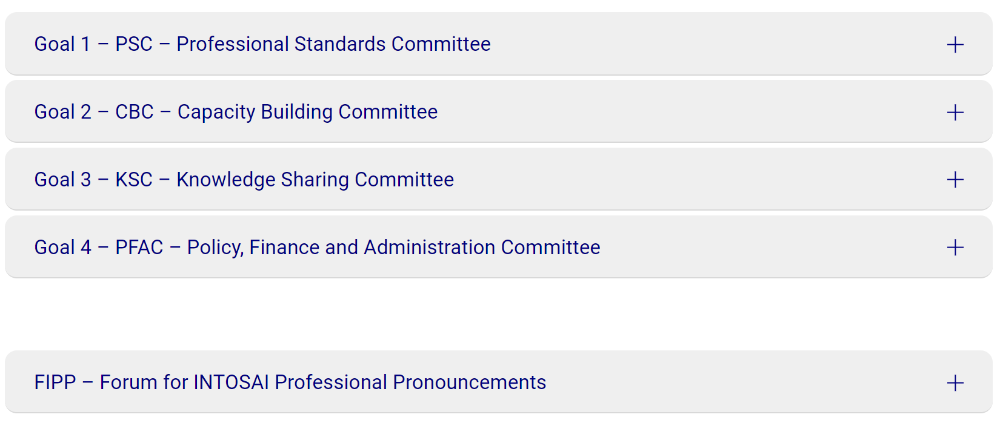 Goal 1 – PSC – Professional Standards Committee
Goal 2 – CBC – Capacity Building Committee
Goal 3 – KSC – Knowledge Sharing Committee
Goal 4 – PFAC – Policy, Finance and Administration Committee
FIPP – Forum for INTOSAI Professional Pronouncements